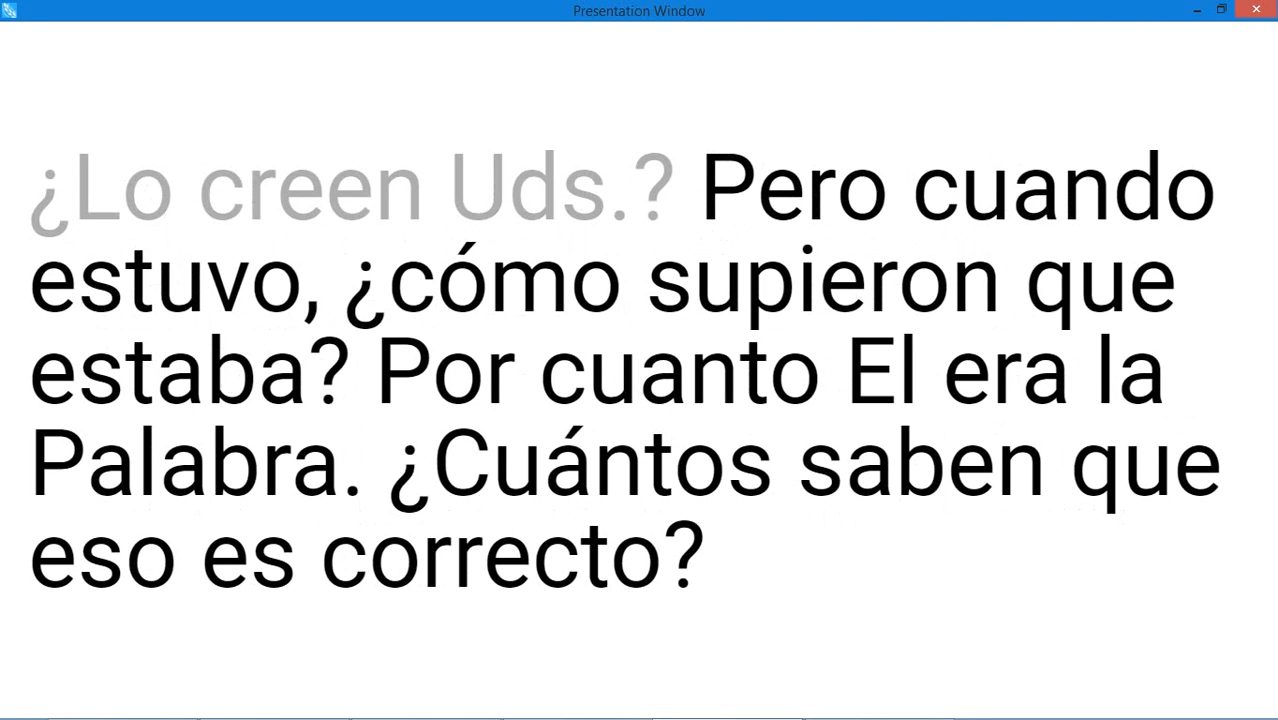 Presentation Window
¿Lo creen Uds.? Pero cuando
estuvo, ¿cómo supieron que
estaba? Por cuanto El era la
Palabra. ¿Cuántos saben que
eso es correcto?